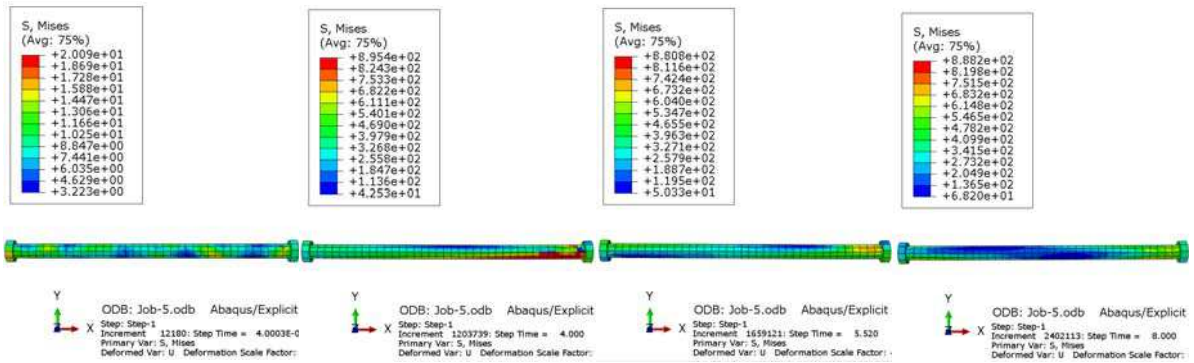 S, Mises
(Avg: 75%)
+2.009e+01
+1.869e+01
+1.728e+01
+1.588e+01
+1.447e+01
+1.306e+01
+1.166e+01
+1.025e+01
+8.847e+00
+7.441e+00
+6.035e+00
+4.629e+00
+3.223e+00
S, Mises
(Avg: 75%)
+8.954e+02
+8.243e+02
+7.533e+02
+6.822e+02
+6.111e+02
+5.401e+02
+4.690e+02
+3.979e+02
+3.268e+02
+2.558e+02
+1.847e+02
+1.136e+02
+4.253e+01
S, Mises
(Avg: 75%)
+8.808e+02
+8.116e+02
+7.424e+02
+6.732e+02
+6.040e+02
+5.347e+02
+4.655e+02
+3.963e+02
+3.271e+02
+2.579e+02
+1.887e+02
+1.195e+02
+5.033e+01
S, Mises
(Avg: 75%)
+8.882e+02
+8.198e+02
+7.515e+02
+6.832e+02
+6.148e+02
+5.465e+02
+4.782e+02
+4.099e+02
+3.415e+02
+2.732e+02
+2.049e+02
+1.365e+02
+6.820e+01
Y
Z X
ODB: Job-5.odb Abaqus/Explicit
Step: Step-1
Increment 12180: Step Time = 4.0003E-0
Primary Var: S, Mises
Deformed Var: U Deformation Scale Factor:
Y
Z X
ODB: Job-5.odb Abaqus/Explicit
Step: Step-1
Increment 1203739: Step Time = 4.000
Primary Var: S, Mises
Deformed Var: U Deformation Scale Factor:
Y
Z X
ODB: Job-5.odb Abaqus/Explicit
Step: Step-1
Increment 1659121: Step Time = 5.520
Primary Var: S, Mises
Deformed Var: U Deformation Scale Factor:
Y
Z X
ODB: Job-5.odb Abaqus/Explicit
Step: Step-1
Increment 2402113: Step Time = 8.000
Primary Var: S, Mises
Deformed Var: U Deformation Scale Factor: